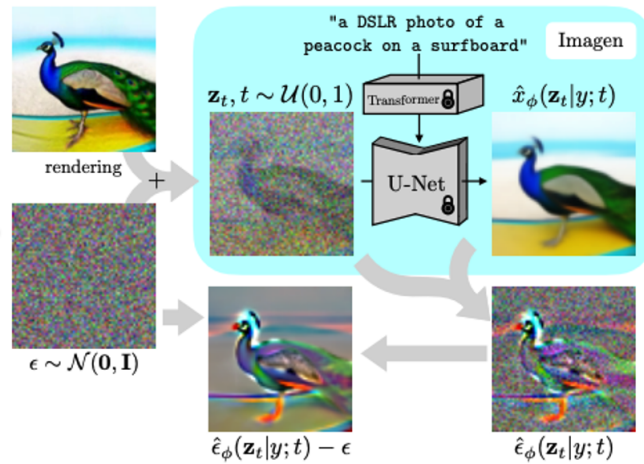 "a DSLR photo of a
peacock on a surfboard"
Imagen
z_t, t ∼ 𝒰(0, 1)
Transformer
x̂_ϕ(z_t|y; t)
rendering
+
U-Net
ϵ ∼ 𝒩(0, I)
ϵ̂_ϕ(z_t|y; t) − ϵ
ϵ̂_ϕ(z_t|y; t)